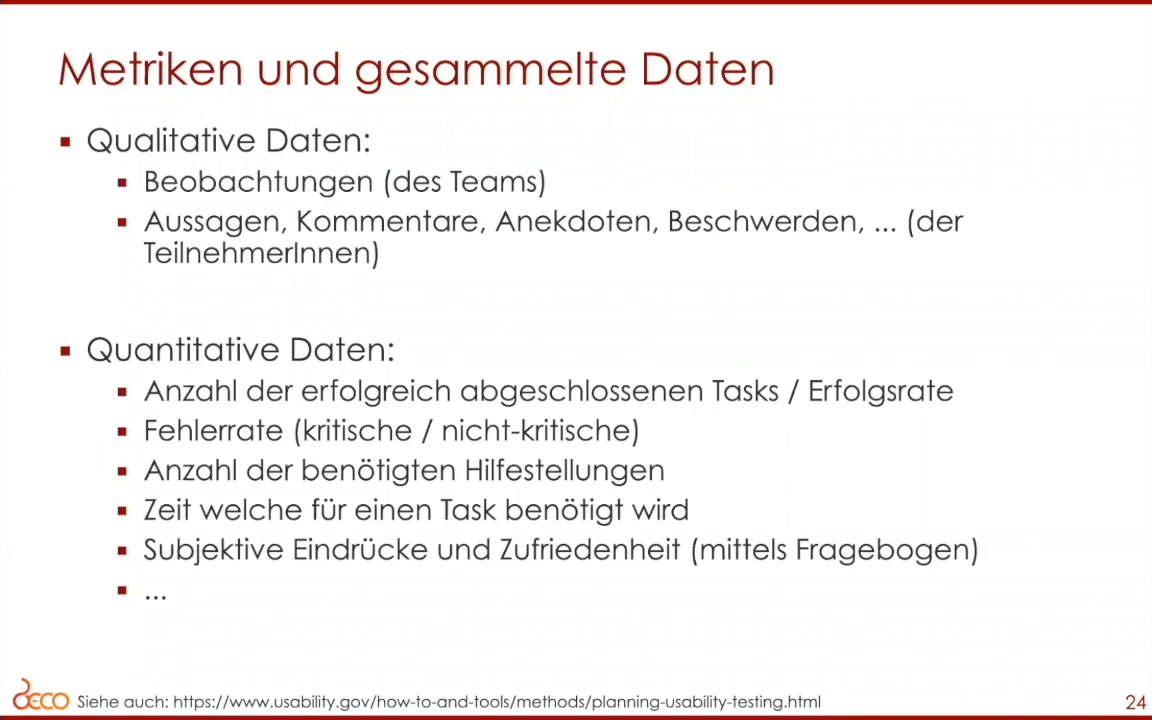 Metriken und gesammelte Daten
Qualitative Daten:
Beobachtungen (des Teams)
Aussagen, Kommentare, Anekdoten, Beschwerden, ... (der
TeilnehmerInnen)
Quantitative Daten:
Anzahl der erfolgreich abgeschlossenen Tasks / Erfolgsrate
Fehlerrate (kritische / nicht-kritische)
Anzahl der benötigten Hilfestellungen
Zeit welche für einen Task benötigt wird
Subjektive Eindrücke und Zufriedenheit (mittels Fragebogen)
...
DECO Siehe auch: https://www.usability.gov/how-to-and-tools/methods/planning-usability-testing.html
24